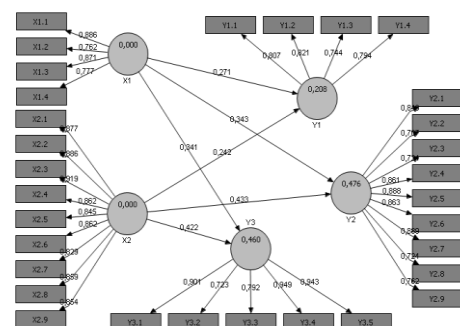 X1.1
X1.2
X1.3
X1.4
0,886
0,762
0,871
0,777
0,000
X1
Y1.1
Y1.2
Y1.3
Y1.4
0,807
0,821
0,744
0,794
0,208
Y1
0,271
0,343
0,341
0,242
0,433
0,422
X2.1
X2.2
X2.3
X2.4
X2.5
X2.6
X2.7
X2.8
X2.9
0,862
0,845
0,862
0,000
X2
Y3
0,460
0,901
0,723
0,792
0,949
0,943
Y3.1
Y3.2
Y3.3
Y3.4
Y3.5
0,476
Y2
0,861
0,888
0,863
Y2.1
Y2.2
Y2.3
Y2.4
Y2.5
Y2.6
Y2.7
Y2.8
Y2.9